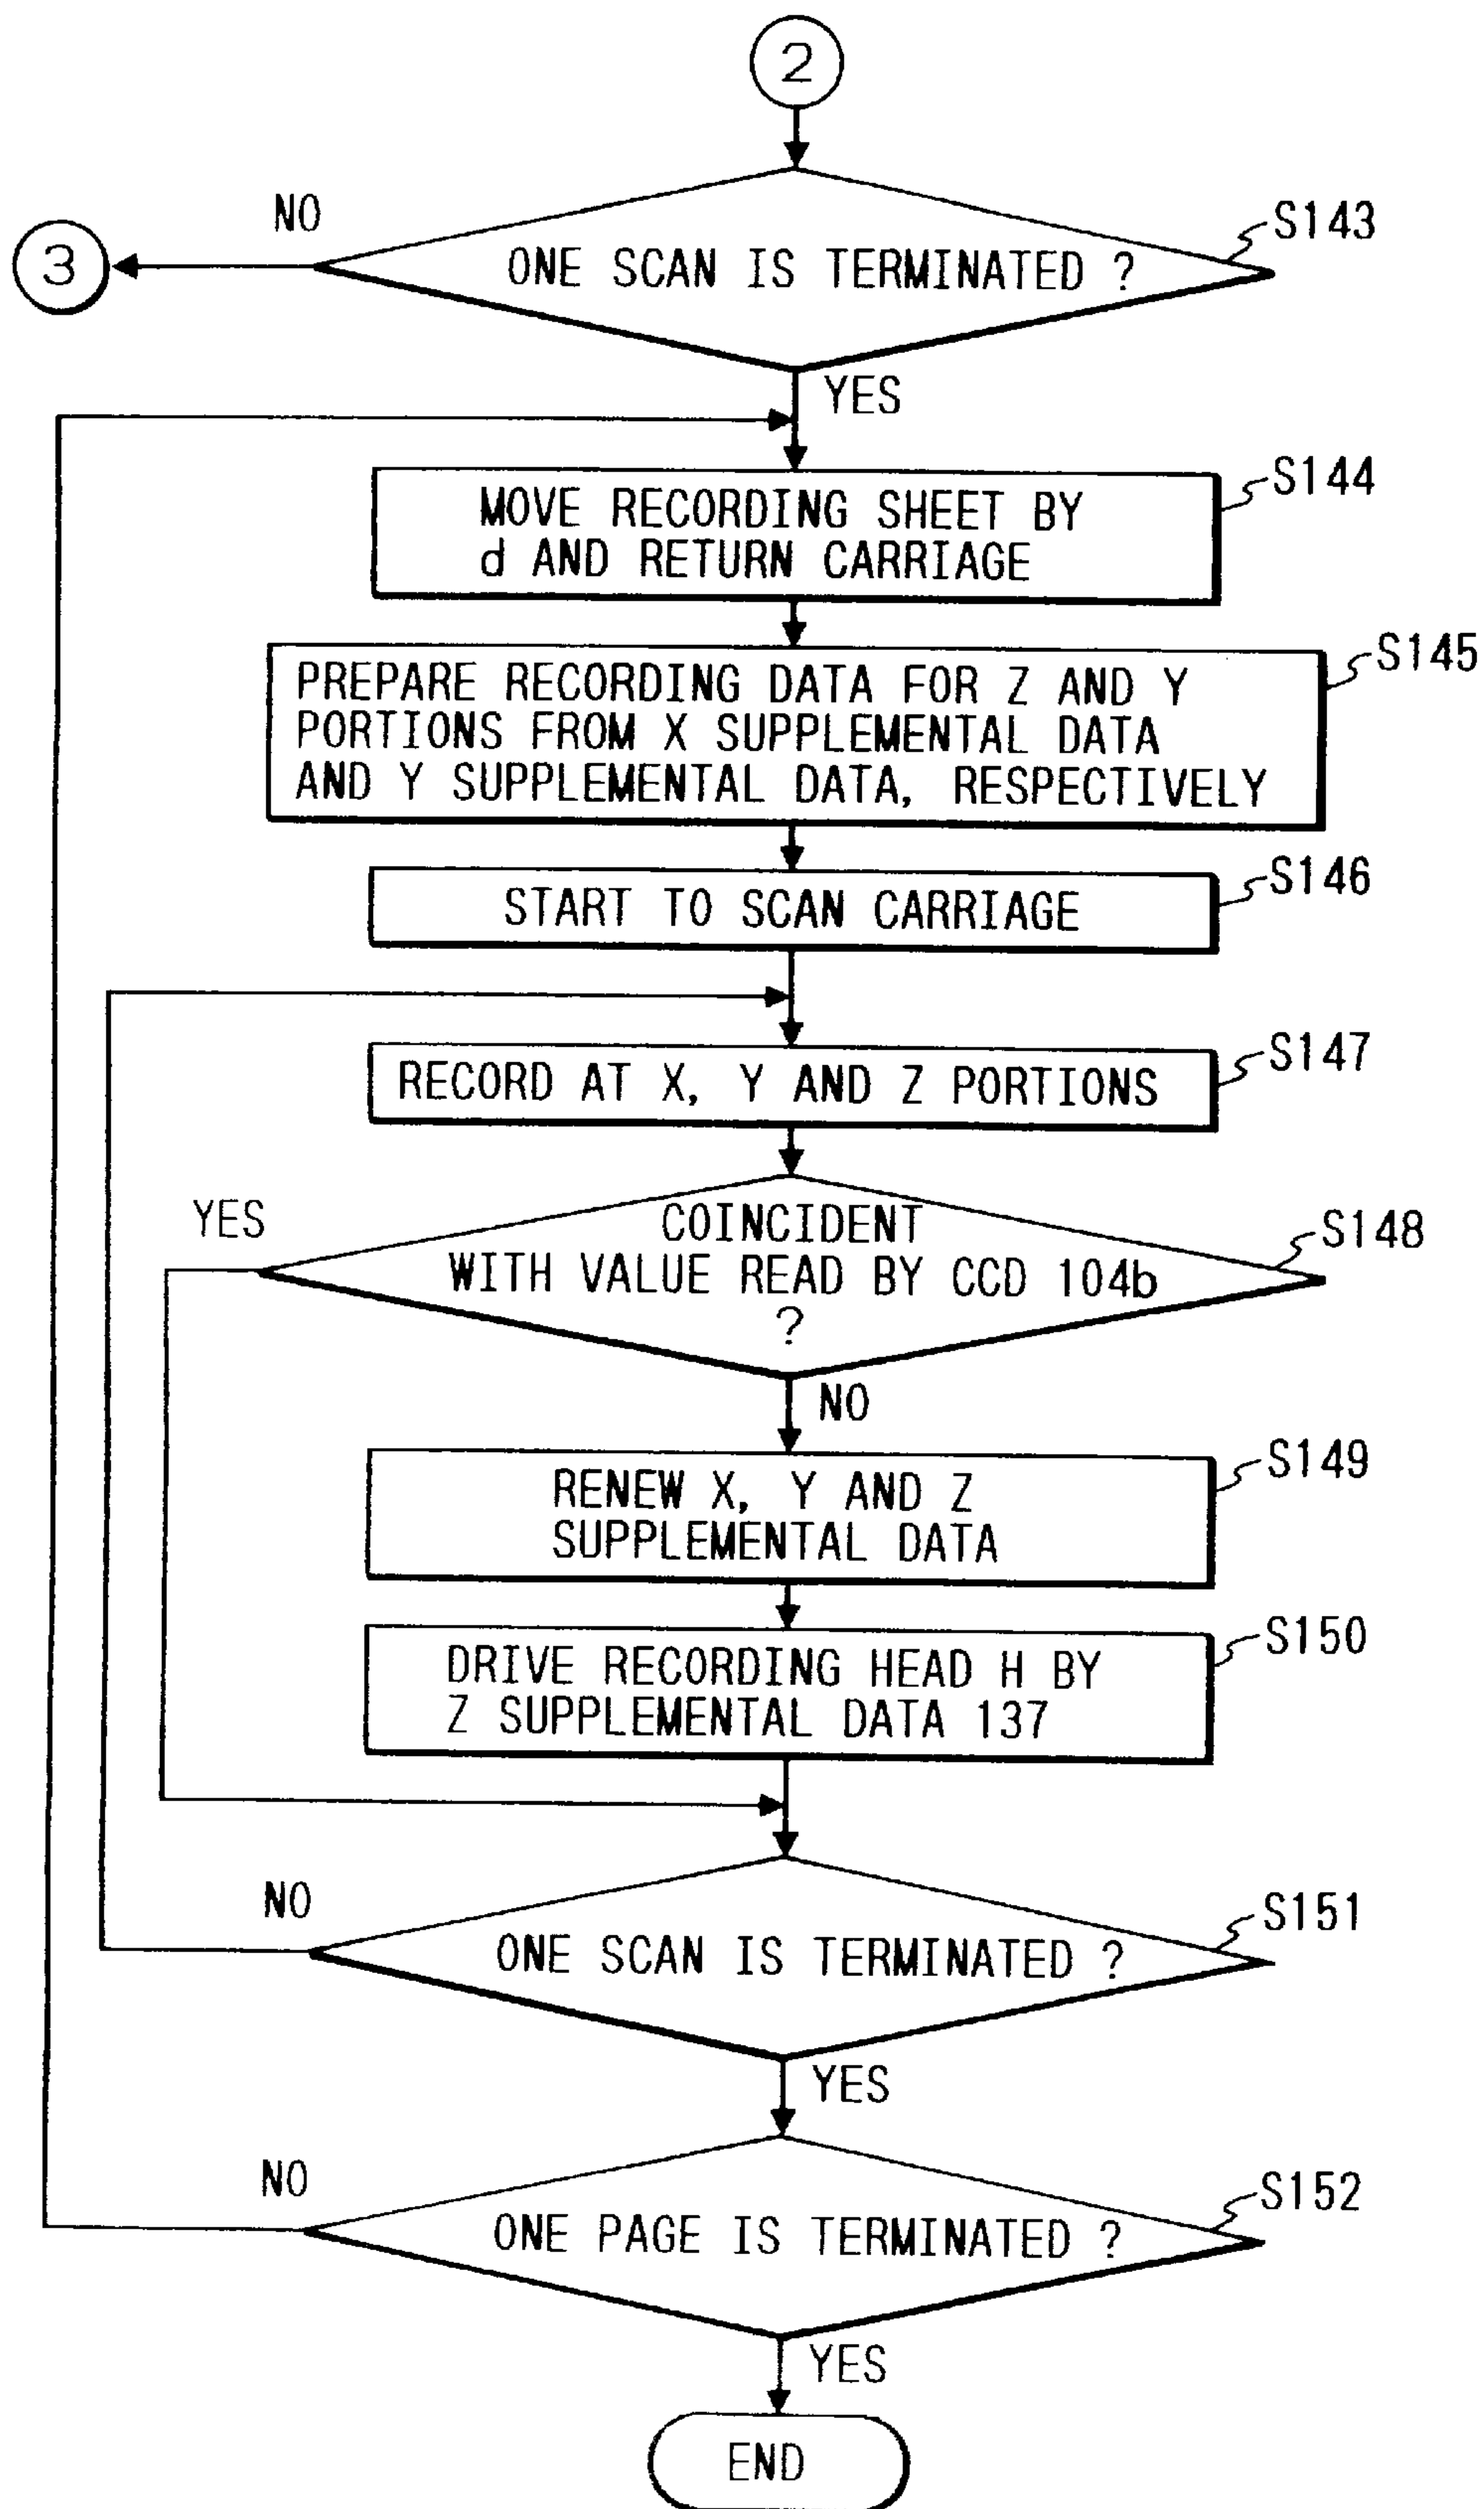 2
NO
S143
3
ONE SCAN IS TERMINATED ?
YES
S144
MOVE RECORDING SHEET BY
d AND RETURN CARRIAGE
S145
PREPARE RECORDING DATA FOR Z AND Y
PORTIONS FROM X SUPPLEMENTAL DATA
AND Y SUPPLEMENTAL DATA, RESPECTIVELY
S146
START TO SCAN CARRIAGE
S147
RECORD AT X, Y AND Z PORTIONS
YES
S148
COINCIDENT
WITH VALUE READ BY CCD 104b
?
NO
S149
RENEW X, Y AND Z
SUPPLEMENTAL DATA
S150
DRIVE RECORDING HEAD H BY
Z SUPPLEMENTAL DATA 137
NO
S151
ONE SCAN IS TERMINATED ?
YES
NO
S152
ONE PAGE IS TERMINATED ?
YES
END